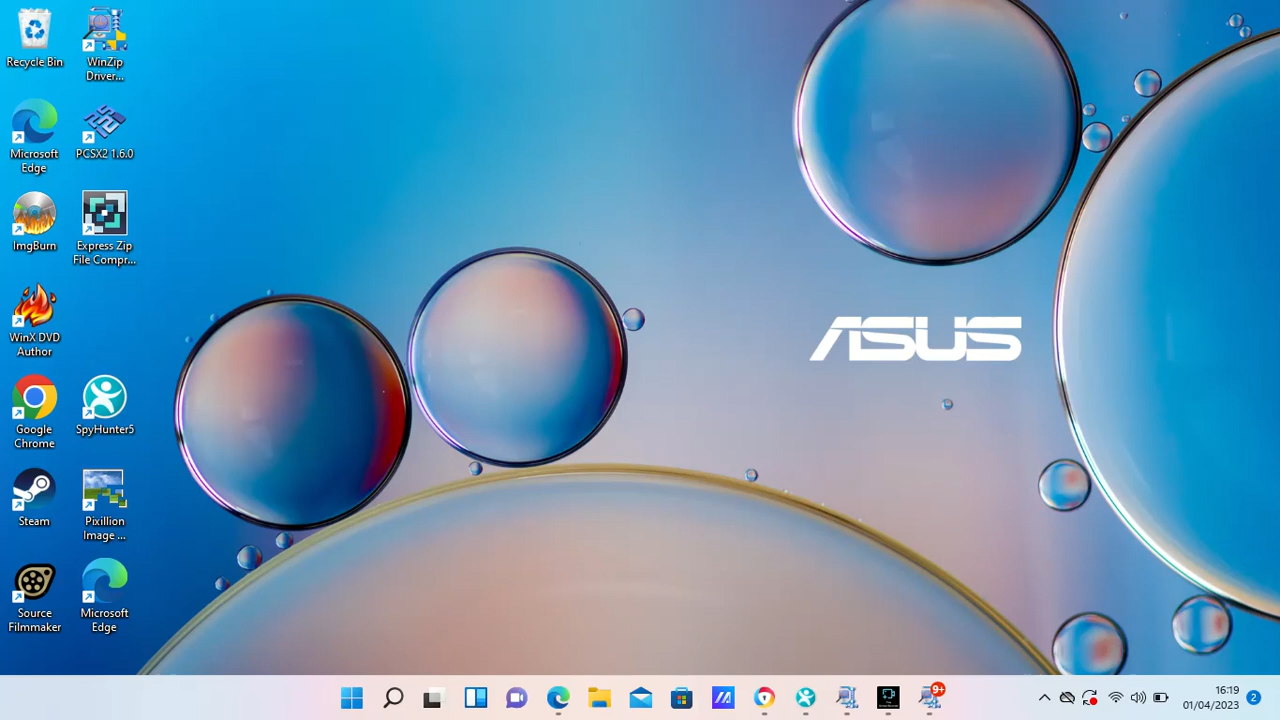 Recycle Bin
WinZip
Driver...
Microsoft
Edge
PCSX2 1.6.0
ImgBurn
Express Zip
File Compr...
WinX DVD
Author
Google
Chrome
SpyHunter5
Steam
Pixillion
Image ...
Source
Filmmaker
Microsoft
Edge
ASUS
9+
16:19
01/04/2023
2